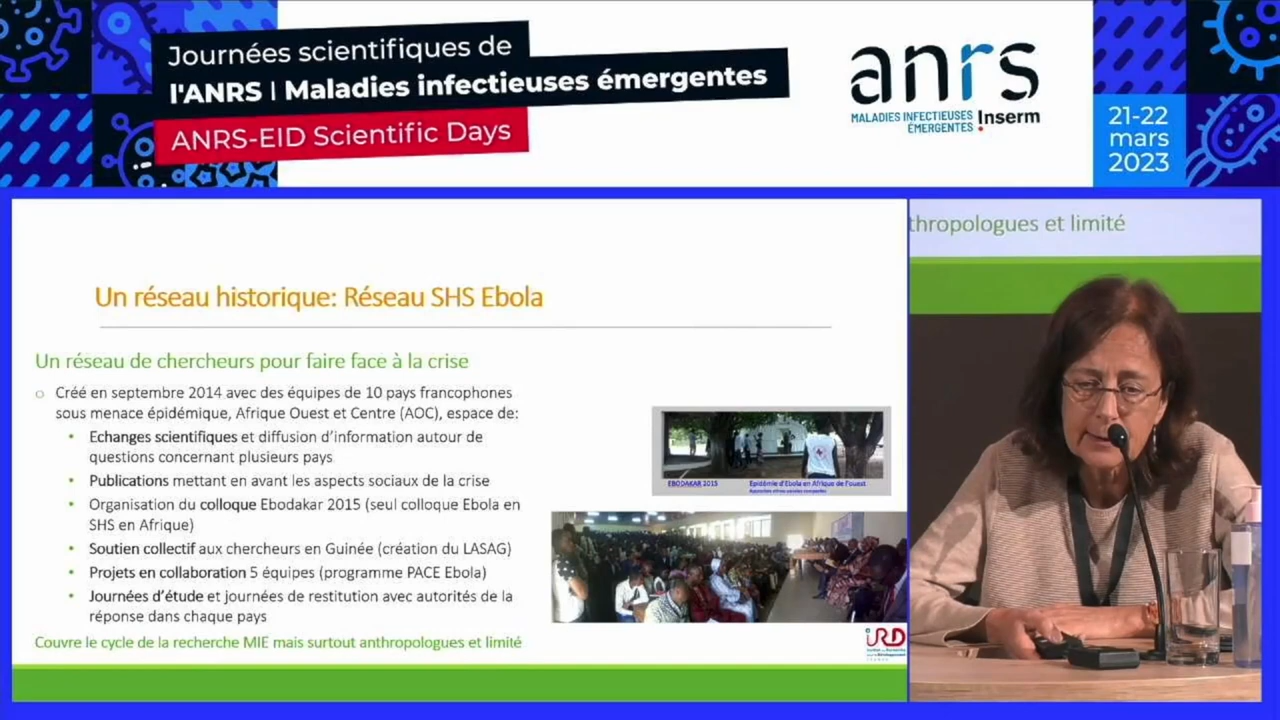 Journées scientifiques de
l'ANRS | Maladies infectieuses émergentes
ANRS-EID Scientific Days
anrs
MALADIES INFECTIEUSES
ÉMERGENTES
Inserm
21-22
mars
2023
Un réseau historique: Réseau SHS Ebola
Un réseau de chercheurs pour faire face à la crise
o Créé en septembre 2014 avec des équipes de 10 pays francophones
sous menace épidémique, Afrique Ouest et Centre (AOC), espace de:
• Echanges scientifiques et diffusion d'information autour de
questions concernant plusieurs pays
• Publications mettant en avant les aspects sociaux de la crise
• Organisation du colloque Ebodakar 2015 (seul colloque Ebola en
SHS en Afrique)
• Soutien collectif aux chercheurs en Guinée (création du LASAG)
• Projets en collaboration 5 équipes (programme PACE Ebola)
• Journées d'étude et journées de restitution avec autorités de la
réponse dans chaque pays
Couvre le cycle de la recherche MIE mais surtout anthropologues et limité
EBODAKAR 2015
Epidémie d'Ebola en Afrique de l'ouest
IRD
thropologues et limité